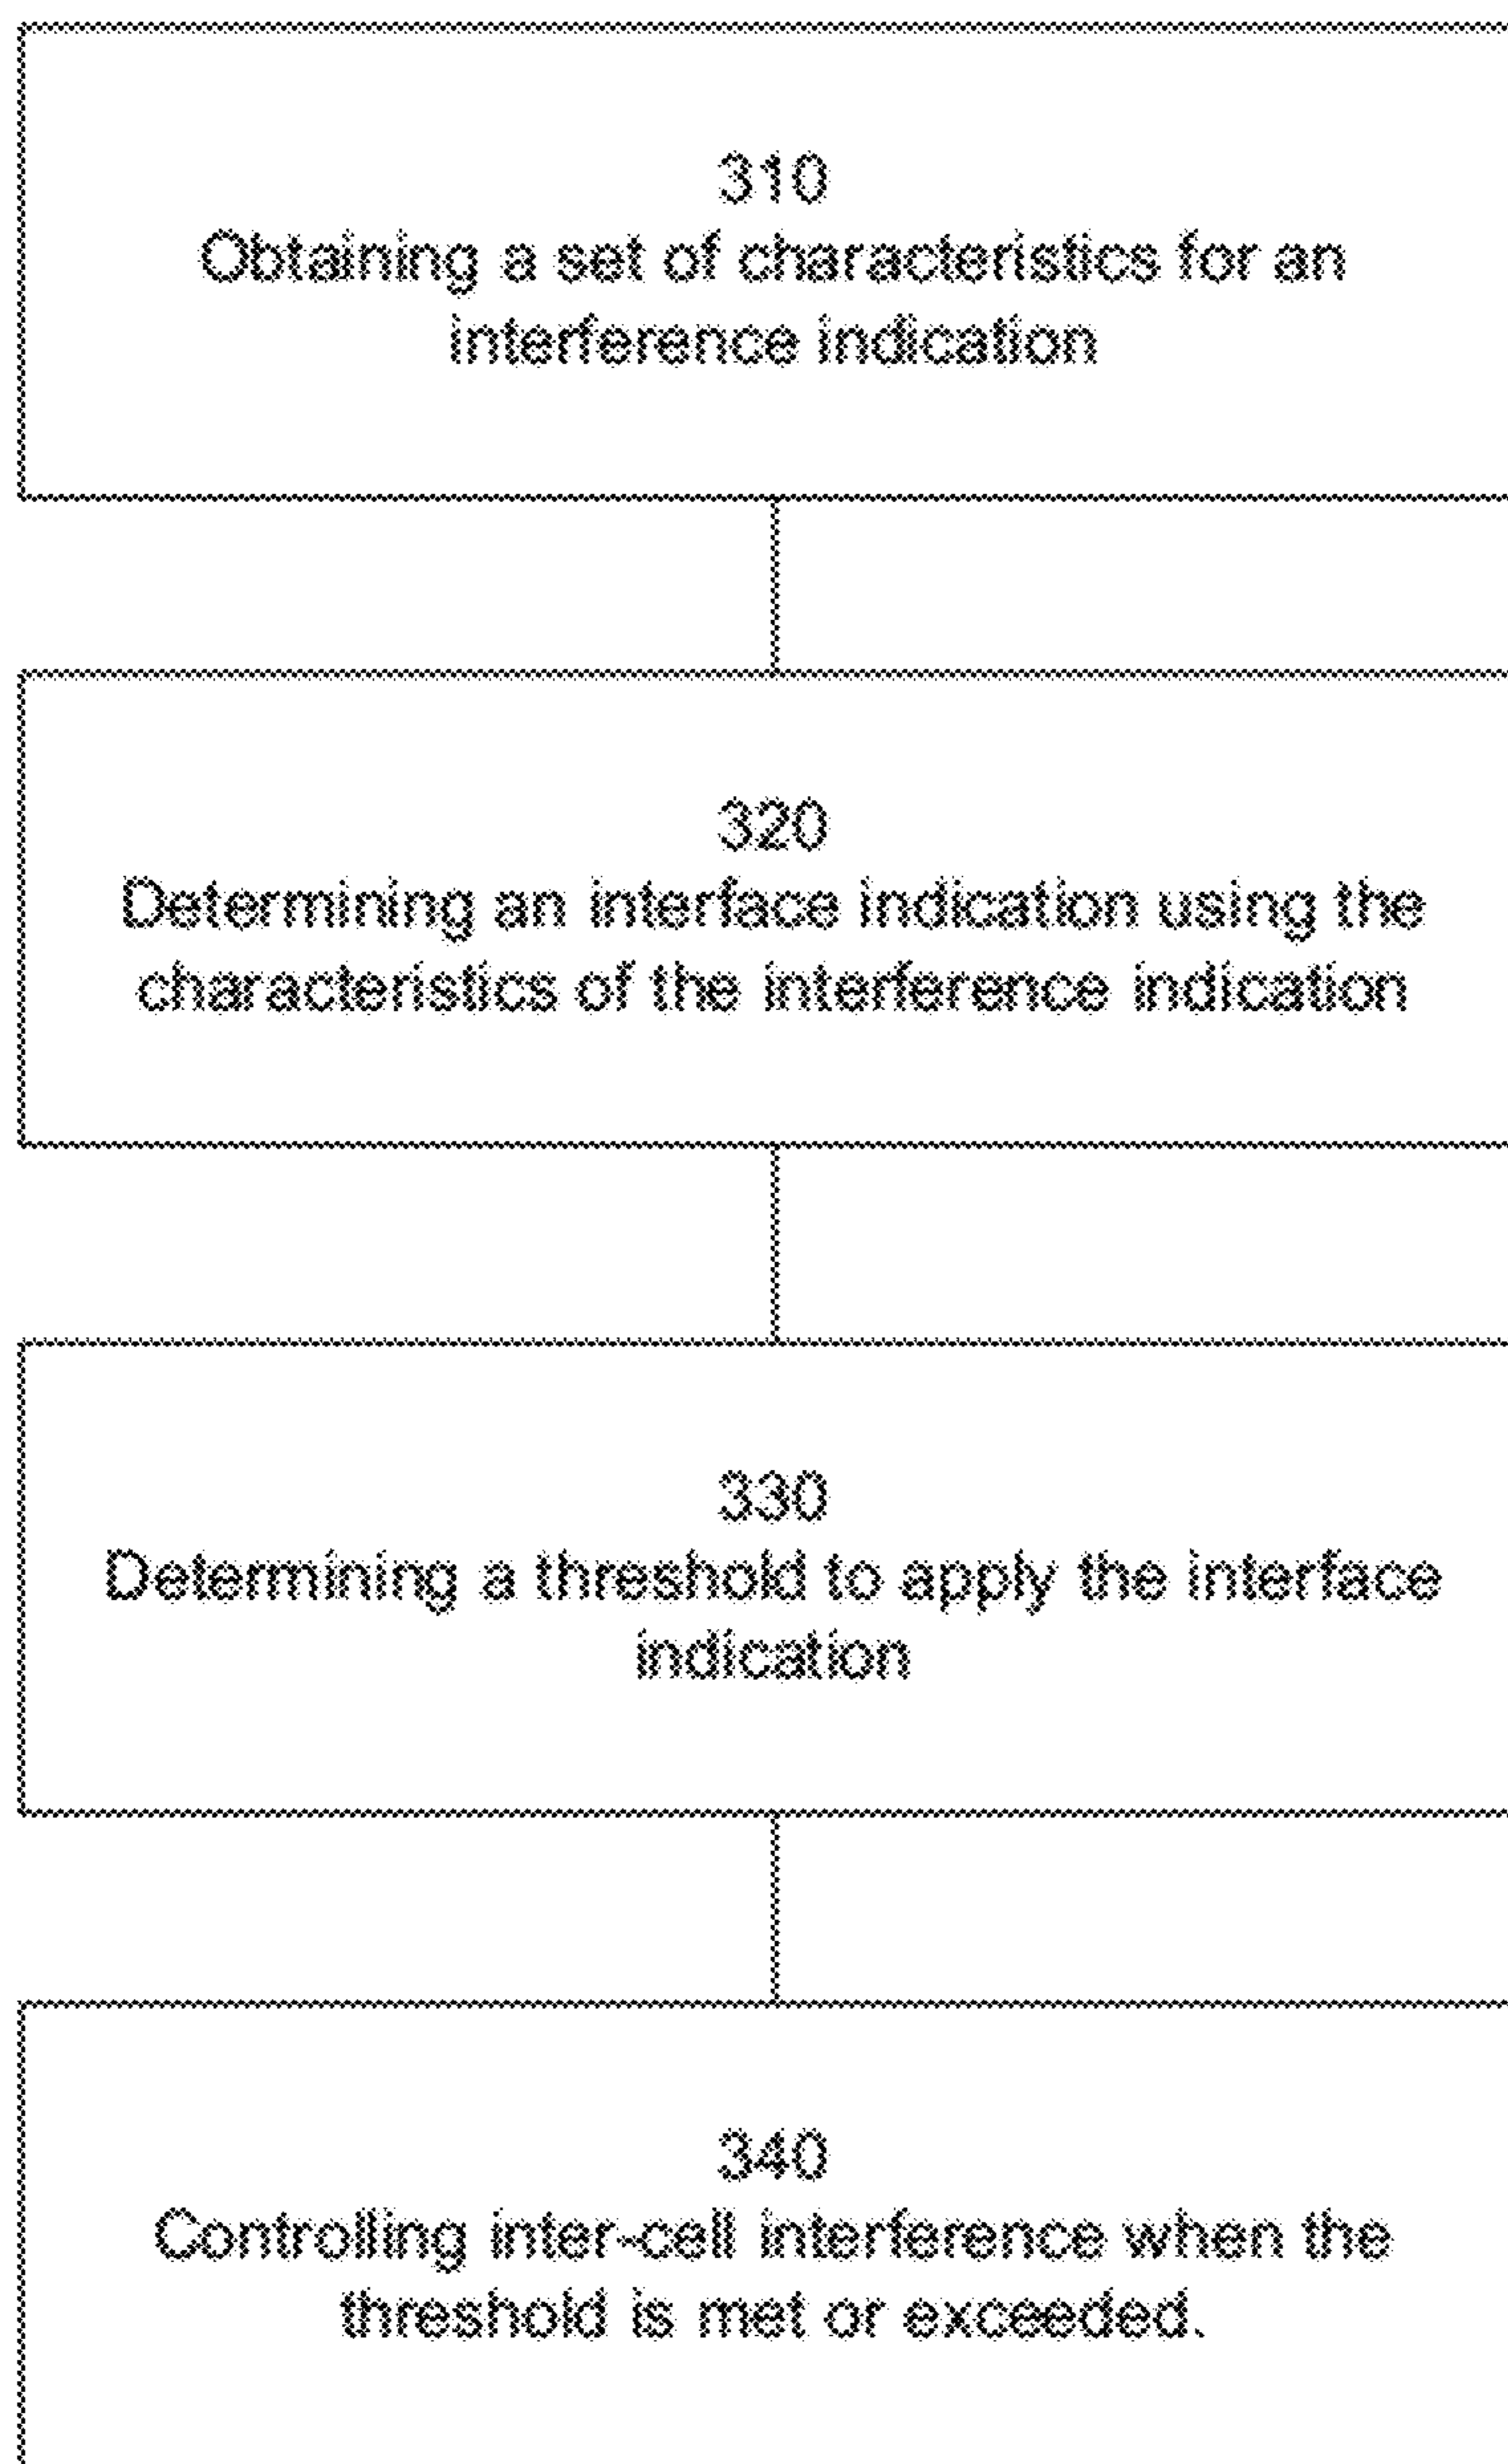 310
Obtaining a set of characteristics for an
interference indication
320
Determining an interface indication using the
characteristics of the interference indication
330
Determining a threshold to apply the interface
indication
340
Controlling inter-cell interference when the
threshold is met or exceeded.